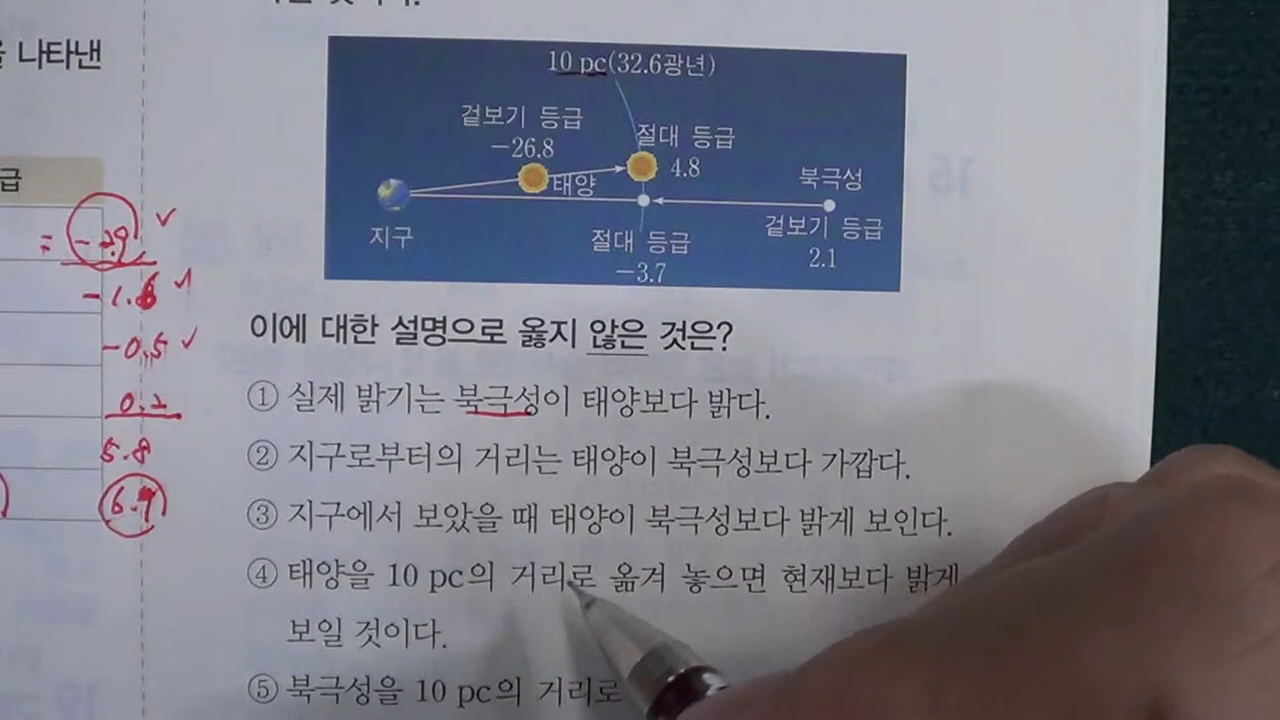 나타낸
급
10 pc(32.6광년)
겉보기 등급
-26.8
절대 등급
4.8
태양
북극성
지구
겉보기 등급
2.1
절대 등급
-3.7
= -2.9
-1.6
-0.5
0.2
5.8
이에 대한 설명으로 옳지 않은 것은?
① 실제 밝기는 북극성이 태양보다 밝다.
② 지구로부터의 거리는 태양이 북극성보다 가깝다.
③ 지구에서 보았을 때 태양이 북극성보다 밝게 보인다.
④ 태양을 10 pc의 거리로 옮겨 놓으면 현재보다 밝게
보일 것이다.
⑤ 북극성을 10 pc의 거리로